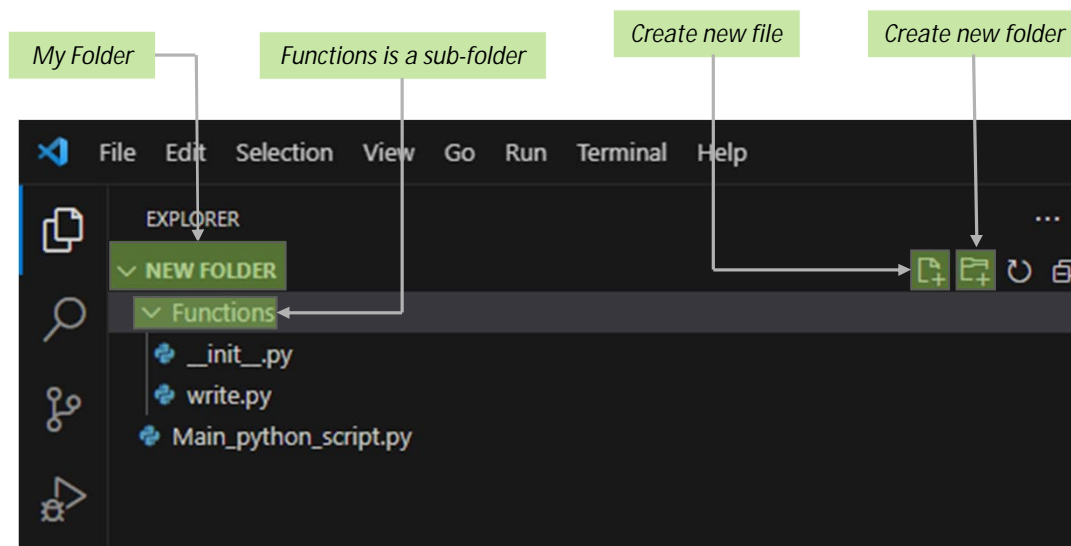 My Folder
Functions is a sub-folder
Create new file
Create new folder
File Edit Selection View Go Run Terminal Help
EXPLORER
NEW FOLDER
Functions
__init__.py
write.py
Main_python_script.py